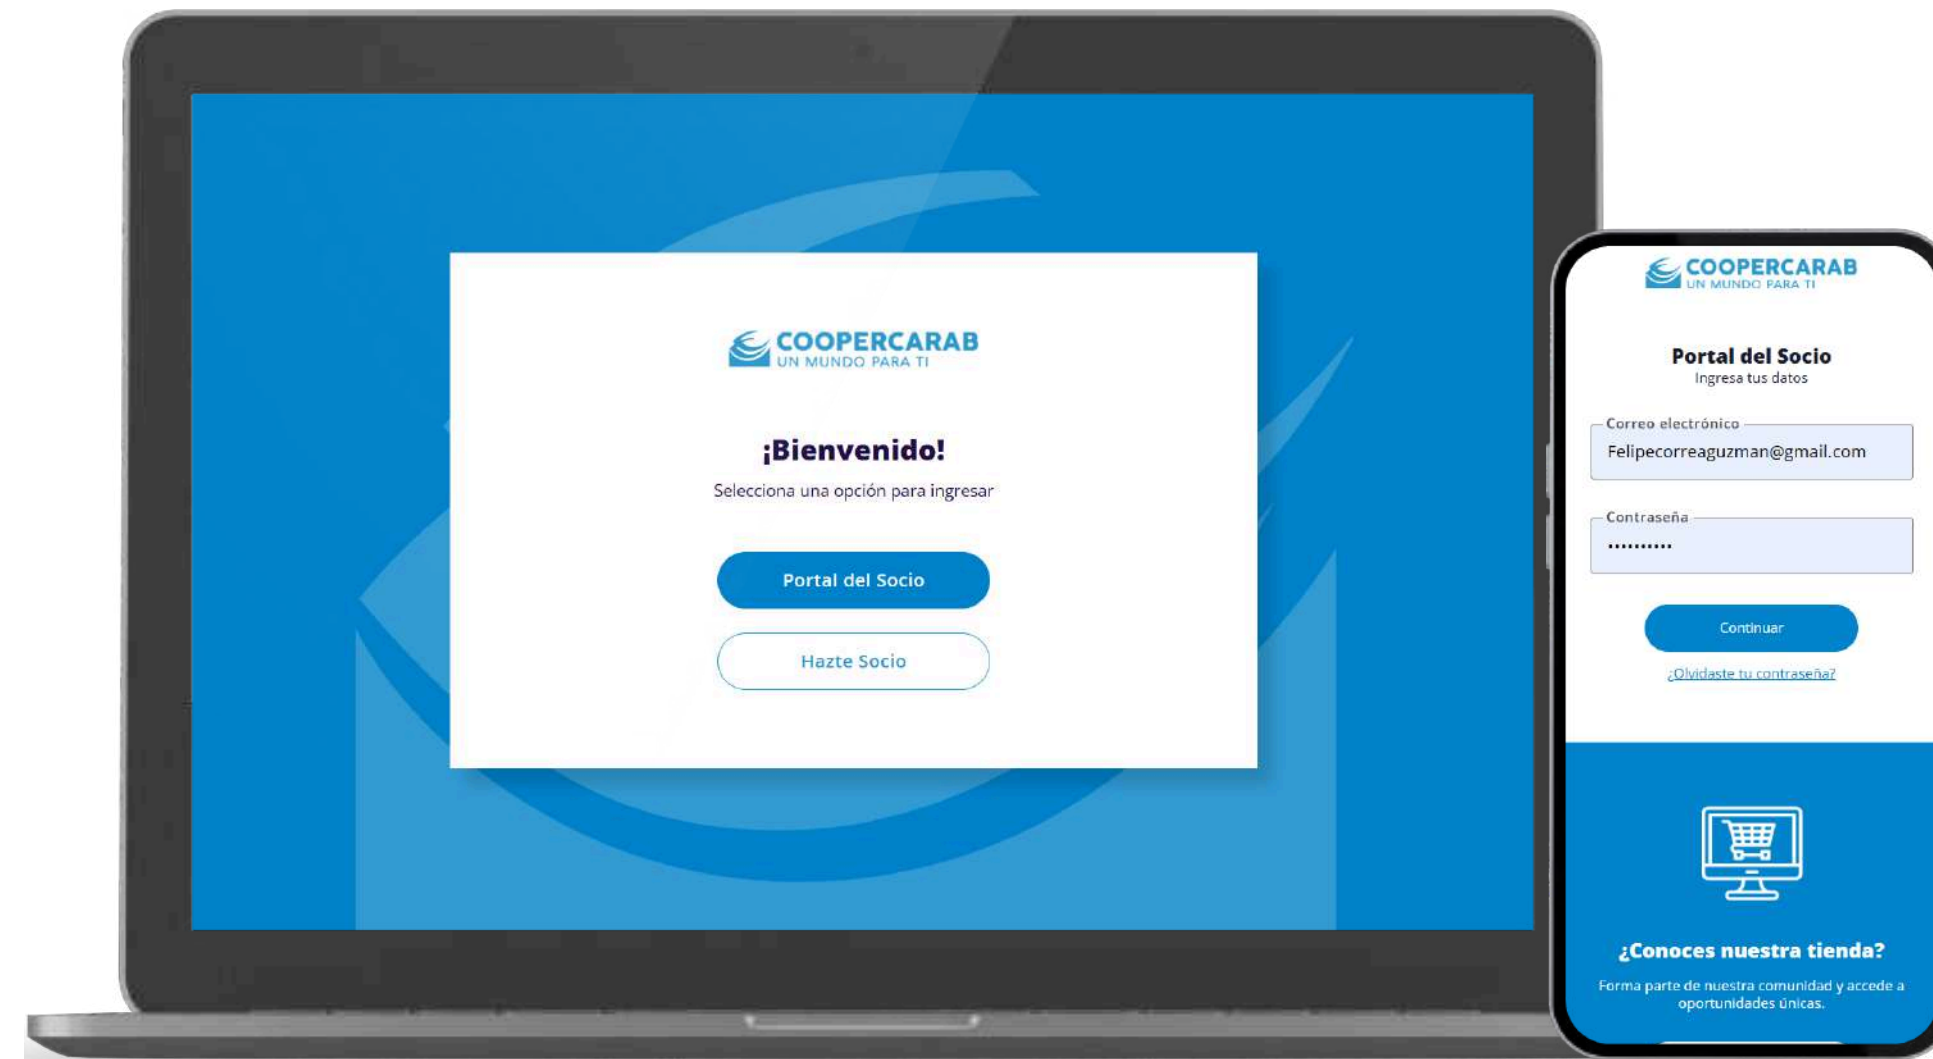 COOPERCARAB
UN MUNDO PARA TI
¡Bienvenido!
Selecciona una opción para ingresar
Portal del Socio
Hazte Socio
COOPERCARAB
UN MUNDO PARA TI
Portal del Socio
Ingresa tus datos
Correo electrónico
Felipecorreaguzman@gmail.com
Contraseña
••••••••••
Continuar
¿Olvidaste tu contraseña?
¿Conoces nuestra tienda?
Forma parte de nuestra comunidad y accede a
oportunidades únicas.